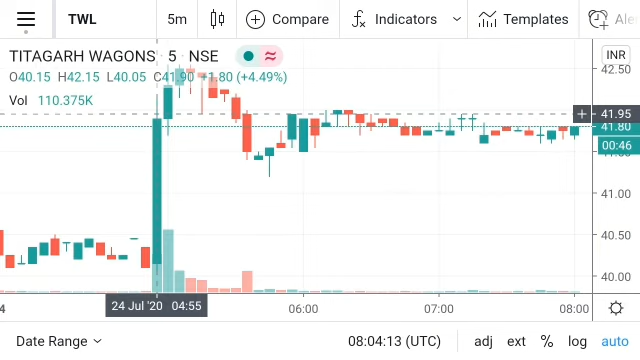 TWL 5m Compare Indicators Templates Ale
TITAGARH WAGONS · 5 · NSE
O40.15 H42.15 L40.05 C41.90 +1.80 (+4.49%)
Vol 110.375K
INR
42.50
41.95
41.80
00:46
41.00
40.50
40.00
4 24 Jul '20 04:55 06:00 07:00 08:00
Date Range 08:04:13 (UTC) adj ext % log auto